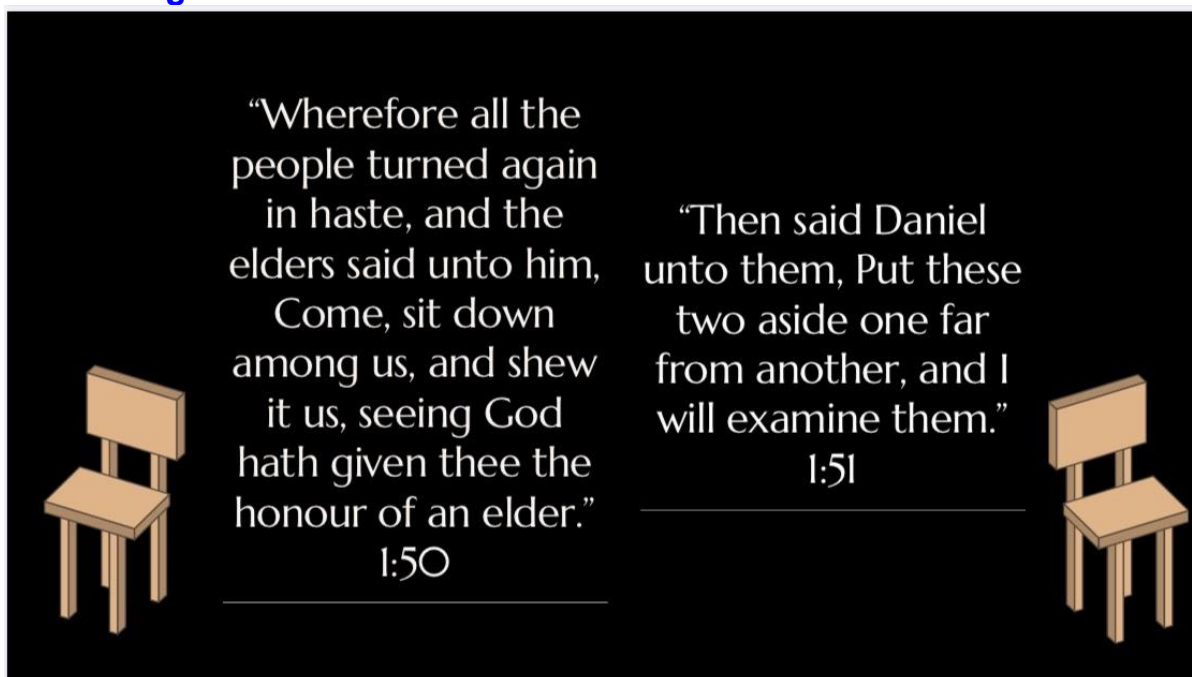 “Wherefore all the
people turned again
in haste, and the
elders said unto him,
Come, sit down
among us, and shew
it us, seeing God
hath given thee the
honour of an elder.”
1:50
“Then said Daniel
unto them, Put these
two aside one far
from another, and I
will examine them.”
1:51